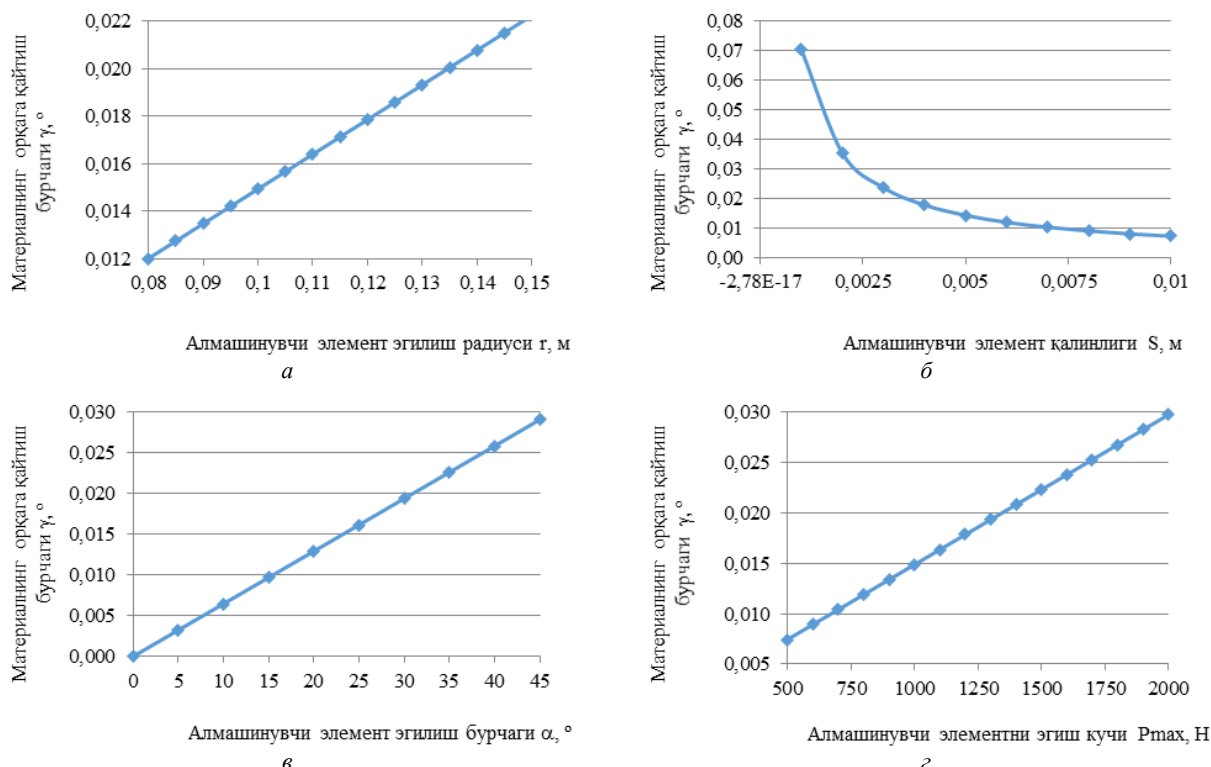 Материалнинг орқага қайтиш
бурчаги γ, º
0,022
0,020
0,018
0,016
0,014
0,012
0,08 0,09 0,1 0,11 0,12 0,13 0,14 0,15
Алмашинувчи элемент эгилиш радиуси r, м
а
Материалнинг орқага қайтиш
бурчаги γ, º
0,08
0,07
0,06
0,05
0,04
0,03
0,02
0,01
0,00
-2,78E-17 0,0025 0,005 0,0075 0,01
Алмашинувчи элемент қалинлиги S, м
б
Материалнинг орқага қайтиш
бурчаги γ, º
0,030
0,025
0,020
0,015
0,010
0,005
0,000
0 5 10 15 20 25 30 35 40 45
Алмашинувчи элемент эгилиш бурчаги α, º
в
Материалнинг орқага қайтиш
бурчаги γ, º
0,030
0,025
0,020
0,015
0,010
0,005
500 750 1000 1250 1500 1750 2000
Алмашинувчи элементни эгиш кучи Pmax, Н
г